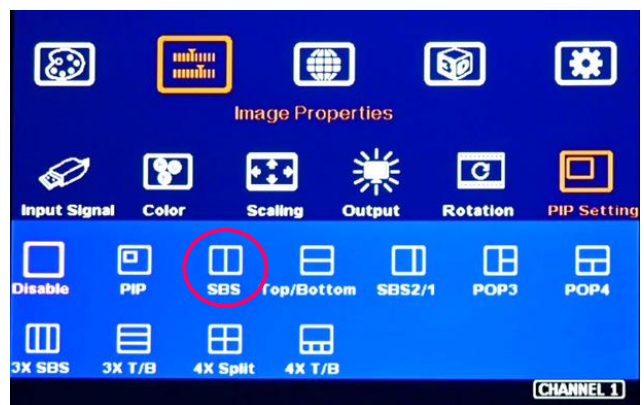 3D
Image Properties
Input Signal Color Scaling Output Rotation PIP Setting
Disable PIP SBS Top/Bottom SBS2/1 POP3 POP4
3X SBS 3X T/B 4X Split 4X T/B
CHANNEL 1